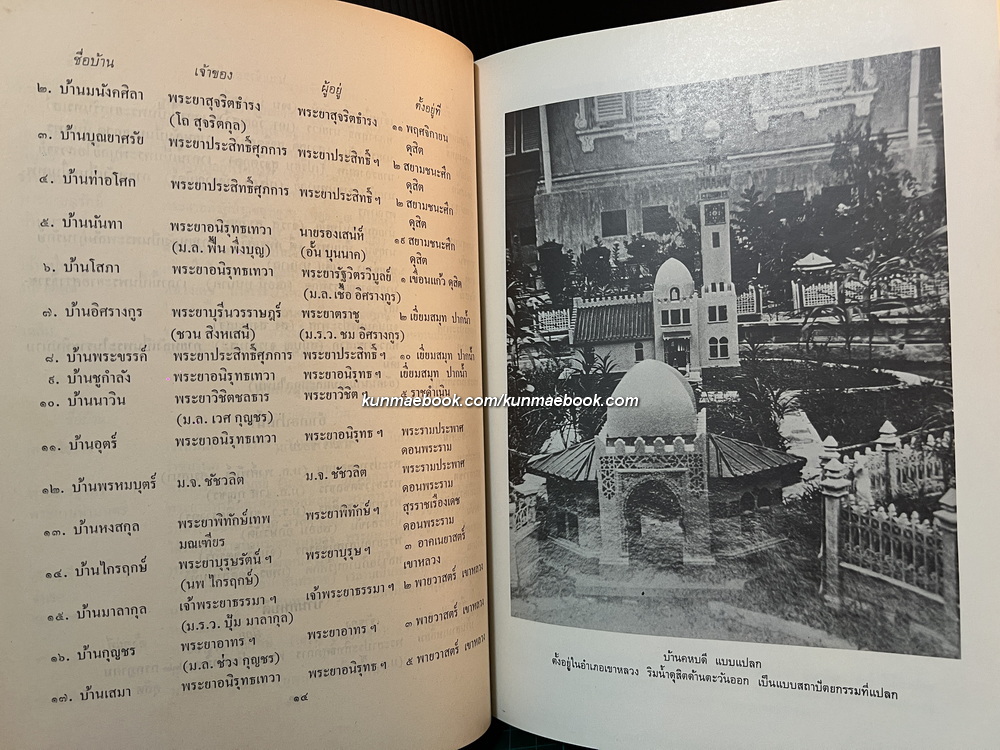 ชื่อบ้าน เจ้าของ ผู้อยู่ ตั้งอยู่ที่
๒. บ้านมนังคศิลา พระยาสุจริตธำรง พระยาสุจริตธำรง ๑๑ พฤศจิกายน
(โถ สุจริตกุล) ดุสิต
๓. บ้านบุณยาศรัย พระยาประสิทธิ์ศุภการ พระยาประสิทธิ์ ฯ ๒ สยามชนะศึก
ดุสิต
๔. บ้านท่าอโศก พระยาประสิทธิ์ศุภการ พระยาประสิทธิ์ ฯ ๒ สยามชนะศึก
ดุสิต
๕. บ้านนันทา พระยาอนิรุทธเทวา นายรองเสน่ห์ ๑๙ สยามชนะศึก
(ม.ล. ฟื้น พึ่งบุญ) (อั้น บุนนาค) ดุสิต
๖. บ้านโสภา พระยาอนิรุทธเทวา พระยารัฐวิตรวิบูลย์ ๑ เขื่อนแก้ว ดุสิต
(ม.ล. เชื้อ อิศรางกูร)
๗. บ้านอิศรางกูร พระยาบุรีนวรราษฎร์ พระยาตราชู ๒ เยี่ยมสมุท ปากน้ำ
(ชวน สิงหเสนี) (ม.ร.ว. ชม อิศรางกูร)
๘. บ้านพระขรรค์ พระยาประสิทธิ์ศุภการ พระยาประสิทธิ์ ฯ ๑๐ เยี่ยมสมุท ปากน้ำ
๙. บ้านชูกำลัง พระยาอนิรุทธเทวา พระยาอนิรุทธ ฯ เยี่ยมสมุท ปากน้ำ
๑๐. บ้านนาวิน พระยาวิชิตชลธาร พระยาวิชิต ฯ ๕ ราชดำเนิน
(ม.ล. เวศ กุญชร)
๑๑. บ้านอุตร์ พระยาอนิรุทธเทวา พระยาอนิรุทธ ฯ พระรามประพาศ
ดอนพระราม
๑๒. บ้านพรหมบุตร์ ม.จ. ชัชวลิต ม.จ. ชัชวลิต พระรามประพาศ
ดอนพระราม
๑๓. บ้านหงสกุล พระยาพิทักษ์เทพ พระยาพิทักษ์ ฯ สุรราชเรืองเดช
มณเฑียร ดอนพระราม
๑๔. บ้านไกรฤกษ์ พระยาบุรุษรัตน์ ฯ พระยาบุรุษ ฯ ๓ อาคเนยาสตร์
(นพ ไกรฤกษ์) เขาหลวง
๑๕. บ้านมาลากุล เจ้าพระยาธรรมา ฯ เจ้าพระยาธรรมา ฯ ๒ พายวาสตร์ เขาหลวง
(ม.ร.ว. ปุ้ม มาลากุล)
๑๖. บ้านกุญชร พระยาอาทร ฯ พระยาอาทร ฯ ๓ พายวาสตร์ เขาหลวง
(ม.ล. ช่วง กุญชร)
๑๗. บ้านเสมา พระยาอนิรุทธเทวา พระยาอนิรุทธ ฯ ๕ พายวาสตร์ เขาหลวง
๑๔
kunmaebook.com/kunmaebook.com
บ้านคหบดี แบบแปลก
ตั้งอยู่ในอำเภอเขาหลวง ริมน้ำดุสิตด้านตะวันออก เป็นแบบสถาปัตยกรรมที่แปลก